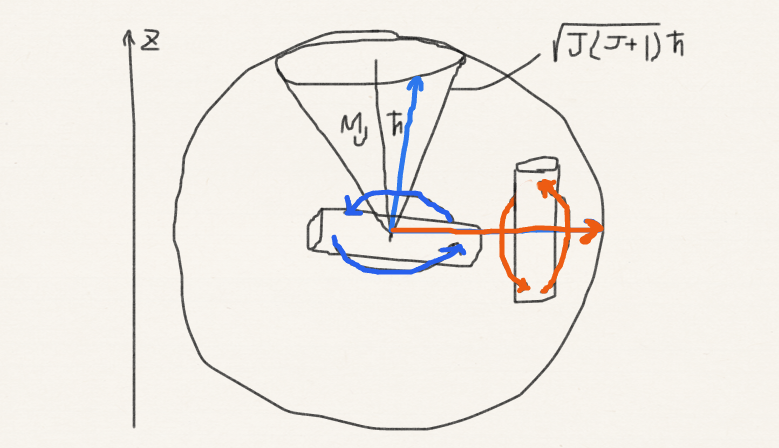 Z
√J(J+1) ħ
M_J ħ